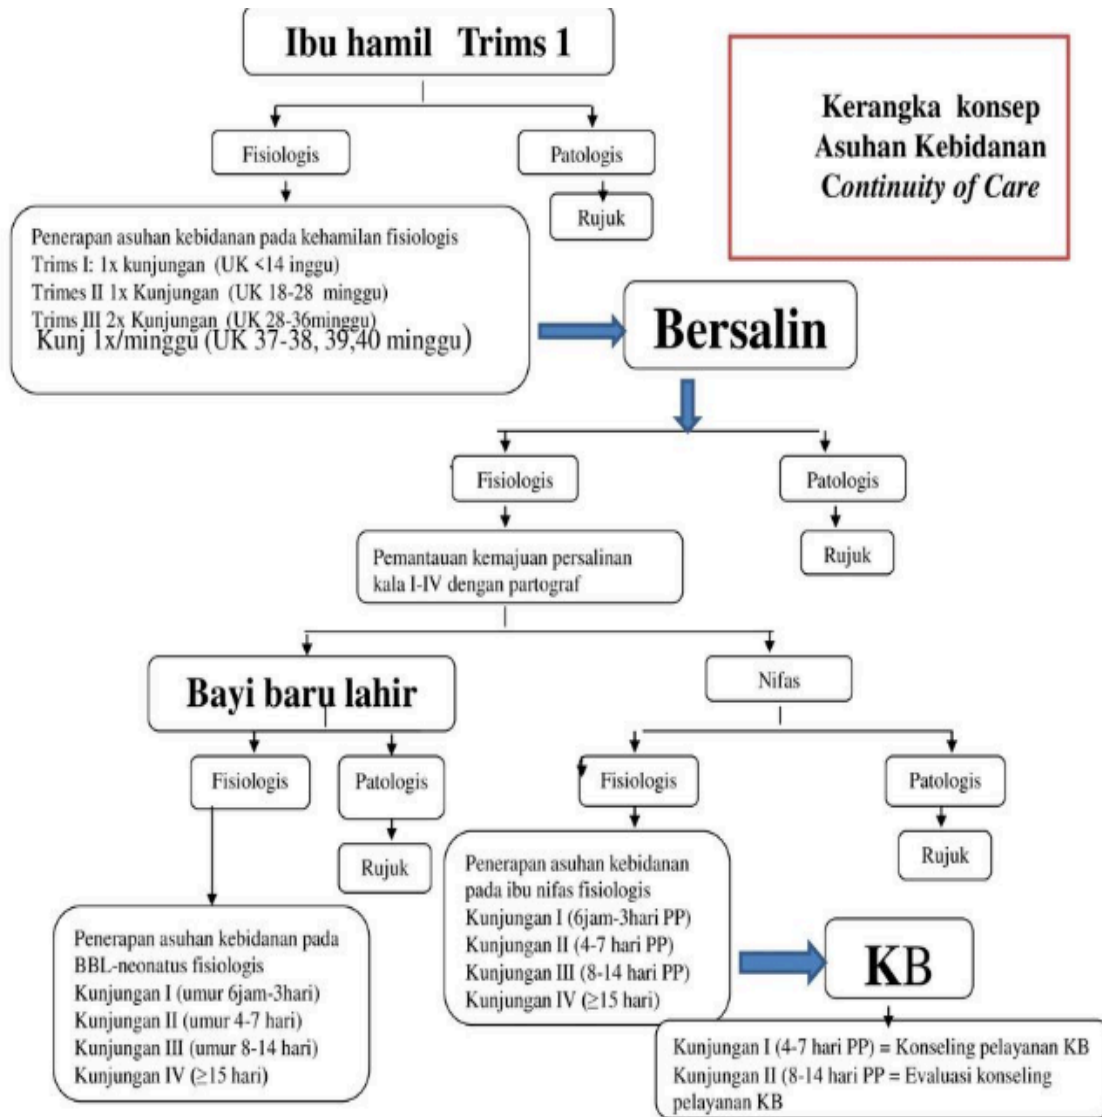 Ibu hamil Trims 1
Kerangka konsep
Asuhan Kebidanan
Continuity of Care
Fisiologis
Patologis
Rujuk
Penerapan asuhan kebidanan pada kehamilan fisiologis
Trims I: 1x kunjungan (UK <14 inggu)
Trimes II 1x Kunjungan (UK 18-28 minggu)
Trims III 2x Kunjungan (UK 28-36minggu)
Kunj 1x/minggu (UK 37-38, 39,40 minggu)
Bersalin
Fisiologis
Patologis
Rujuk
Pemantauan kemajuan persalinan
kala I-IV dengan partograf
Bayi baru lahir
Nifas
Fisiologis
Patologis
Rujuk
Fisiologis
Patologis
Rujuk
Penerapan asuhan kebidanan pada
BBL-neonatus fisiologis
Kunjungan I (umur 6jam-3hari)
Kunjungan II (umur 4-7 hari)
Kunjungan III (umur 8-14 hari)
Kunjungan IV (≥15 hari)
Penerapan asuhan kebidanan
pada ibu nifas fisiologis
Kunjungan I (6jam-3hari PP)
Kunjungan II (4-7 hari PP)
Kunjungan III (8-14 hari PP)
Kunjungan IV (≥15 hari)
KB
Kunjungan I (4-7 hari PP) = Konseling pelayanan KB
Kunjungan II (8-14 hari PP = Evaluasi konseling
pelayanan KB